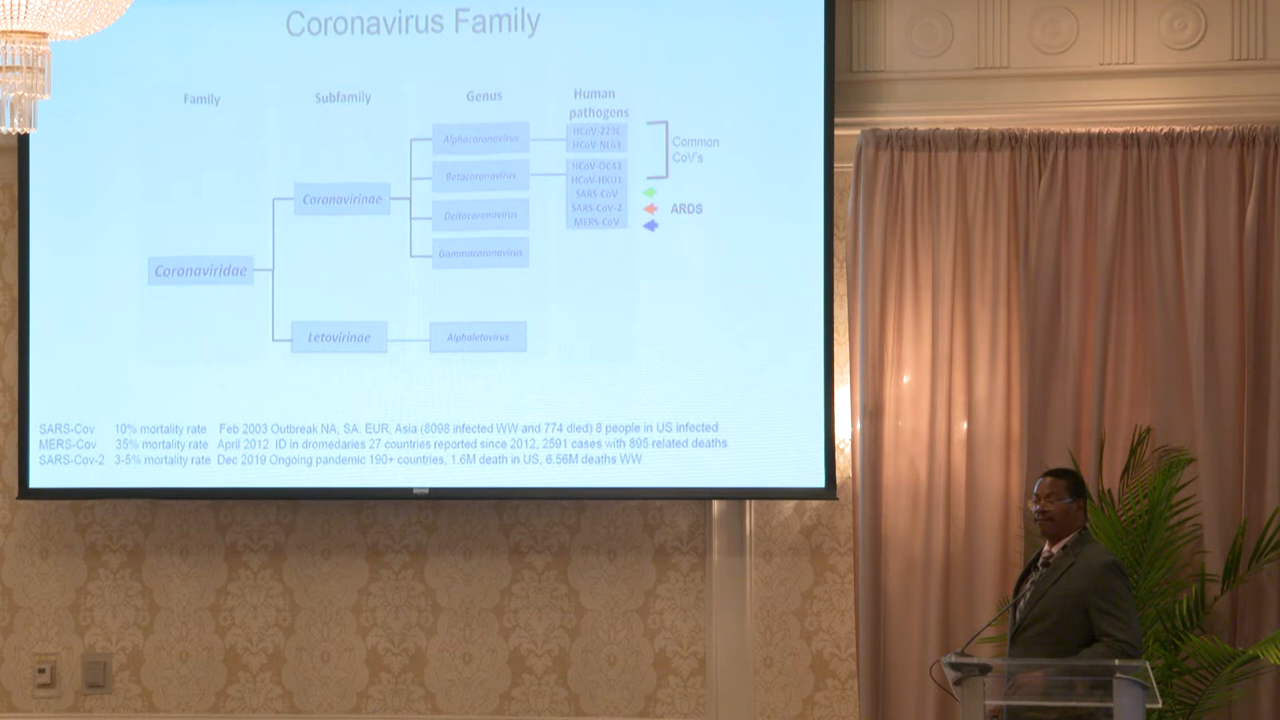 Coronavirus Family
Family
Subfamily
Genus
Human
pathogens
Alphacoronavirus
HCoV-229E
HCoV-NL63
Common
CoV's
Betacoronavirus
HCoV-OC43
HCoV-HKU1
SARS-CoV
SARS-CoV-2
MERS-CoV
ARDS
Coronavirinae
Deltacoronavirus
Gammacoronavirus
Coronaviridae
Letovirinae
Alphaletovirus
SARS-Cov 10% mortality rate Feb 2003 Outbreak NA, SA, EUR, Asia (8098 infected WW and 774 died) 8 people in US infected
MERS-Cov 35% mortality rate April 2012 ID in dromedaries 27 countries reported since 2012, 2591 cases with 895 related deaths
SARS-Cov-2 3-5% mortality rate Dec 2019 Ongoing pandemic 190+ countries, 1.6M death in US, 6.56M deaths WW